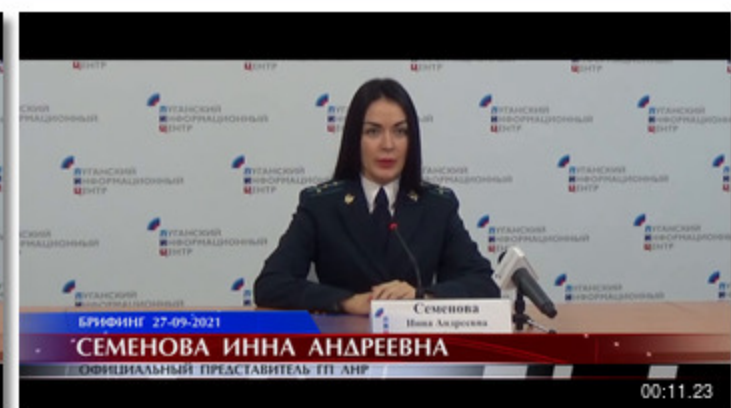 ЛУГАНСКИЙ
ИНФОРМАЦИОННЫЙ
ЦЕНТР
Семенова
Инна Андреевна
БРИФИНГ 27-09-2021
СЕМЕНОВА ИННА АНДРЕЕВНА
ОФИЦИАЛЬНЫЙ ПРЕДСТАВИТЕЛЬ ГП ЛНР
00:11.23